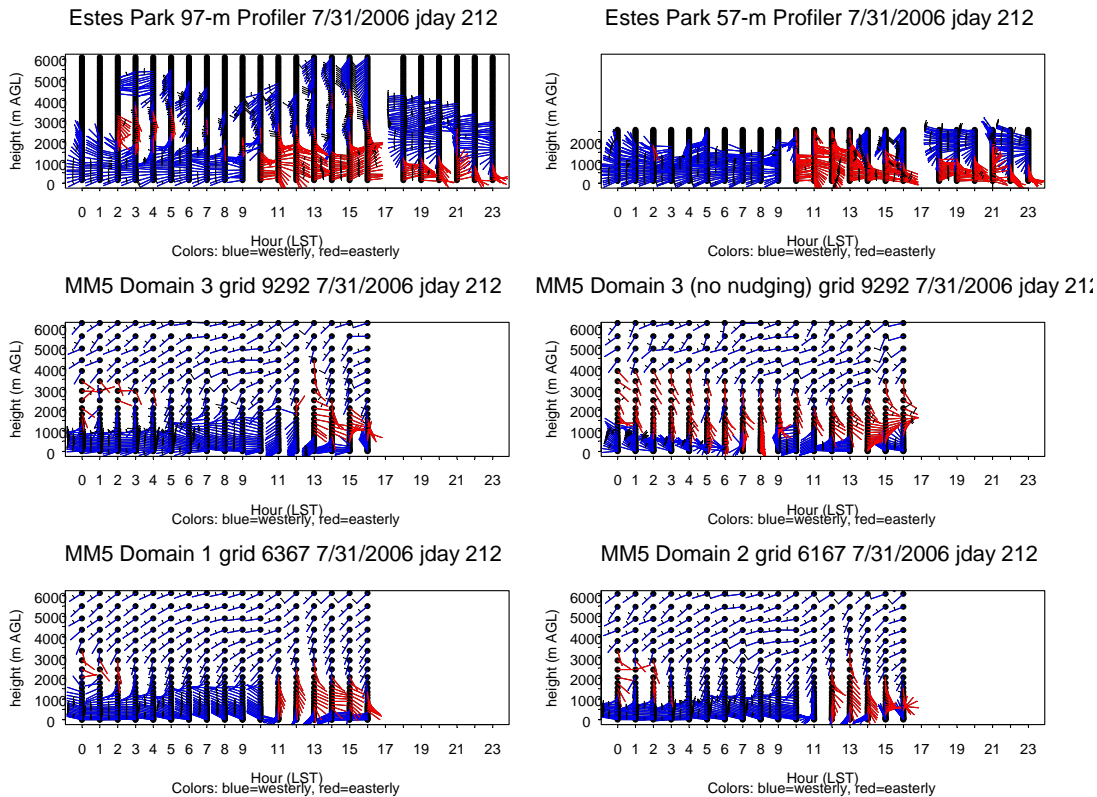 Estes Park 97-m Profiler 7/31/2006 jday 212
height (m AGL)
6000
5000
4000
3000
2000
1000
0
0 1 2 3 4 5 6 7 8 9 11 13 15 17 19 21 23
Hour (LST)
Colors: blue=westerly, red=easterly
Estes Park 57-m Profiler 7/31/2006 jday 212
height (m AGL)
2000
1000
0
0 1 2 3 4 5 6 7 8 9 11 13 15 17 19 21 23
Hour (LST)
Colors: blue=westerly, red=easterly
MM5 Domain 3 grid 9292 7/31/2006 jday 212
height (m AGL)
6000
5000
4000
3000
2000
1000
0
0 1 2 3 4 5 6 7 8 9 11 13 15 17 19 21 23
Hour (LST)
Colors: blue=westerly, red=easterly
MM5 Domain 3 (no nudging) grid 9292 7/31/2006 jday 212
height (m AGL)
6000
5000
4000
3000
2000
1000
0
0 1 2 3 4 5 6 7 8 9 11 13 15 17 19 21 23
Hour (LST)
Colors: blue=westerly, red=easterly
MM5 Domain 1 grid 6367 7/31/2006 jday 212
height (m AGL)
6000
5000
4000
3000
2000
1000
0
0 1 2 3 4 5 6 7 8 9 11 13 15 17 19 21 23
Hour (LST)
Colors: blue=westerly, red=easterly
MM5 Domain 2 grid 6167 7/31/2006 jday 212
height (m AGL)
6000
5000
4000
3000
2000
1000
0
0 1 2 3 4 5 6 7 8 9 11 13 15 17 19 21 23
Hour (LST)
Colors: blue=westerly, red=easterly